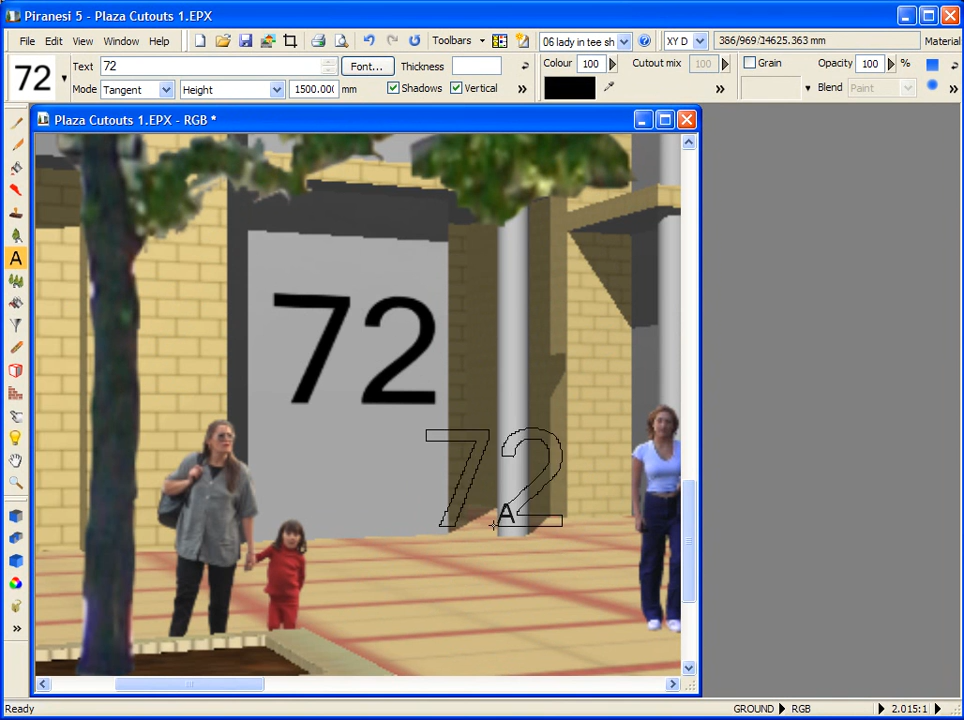 Piranesi 5 - Plaza Cutouts 1.EPX
File Edit View Window Help Toolbars 06 lady in tee sh XY D 386/969/24625.363 mm Material
72 Text 72 Font... Thickness Colour 100 Cutout mix 100 Grain Opacity 100 %
Mode Tangent Height 1500.000 mm Shadows Vertical » » Blend Paint »
Plaza Cutouts 1.EPX - RGB *
A
72
72
A
»
Ready GROUND RGB 2.015:1